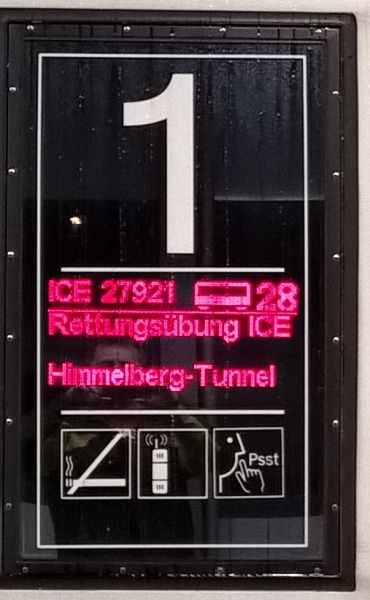 1
ICE 27921 28
Rettungsübung ICE
Himmelberg-Tunnel
Psst